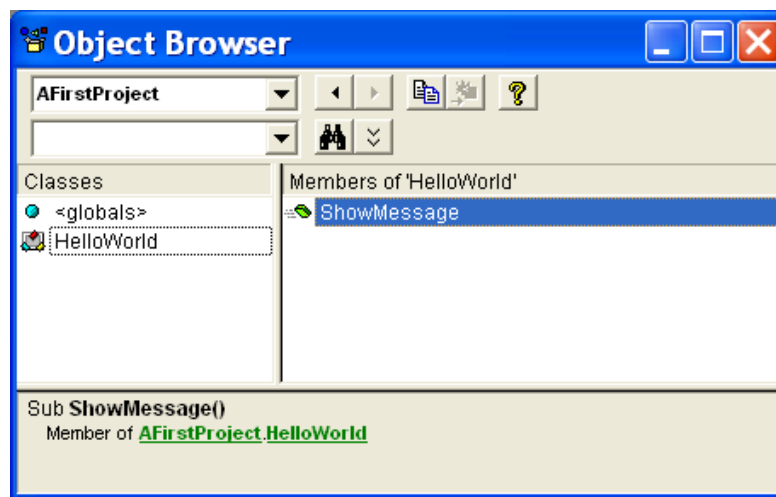 Object Browser
AFirstProject
Classes
Members of 'HelloWorld'
<globals>
ShowMessage
HelloWorld
Sub ShowMessage()
Member of AFirstProject.HelloWorld